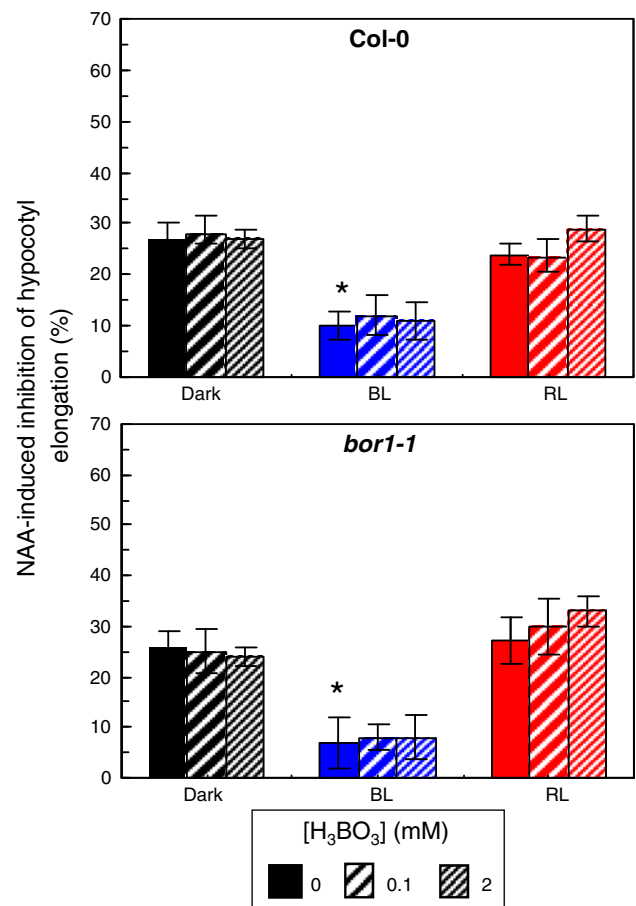 NAA-induced inhibition of hypocotyl
elongation (%)
Col-0
70
60
50
40
30
20
10
0
*
Dark BL RL
bor1-1
70
60
50
40
30
20
10
0
*
Dark BL RL
[H₃BO₃] (mM)
0 0.1 2